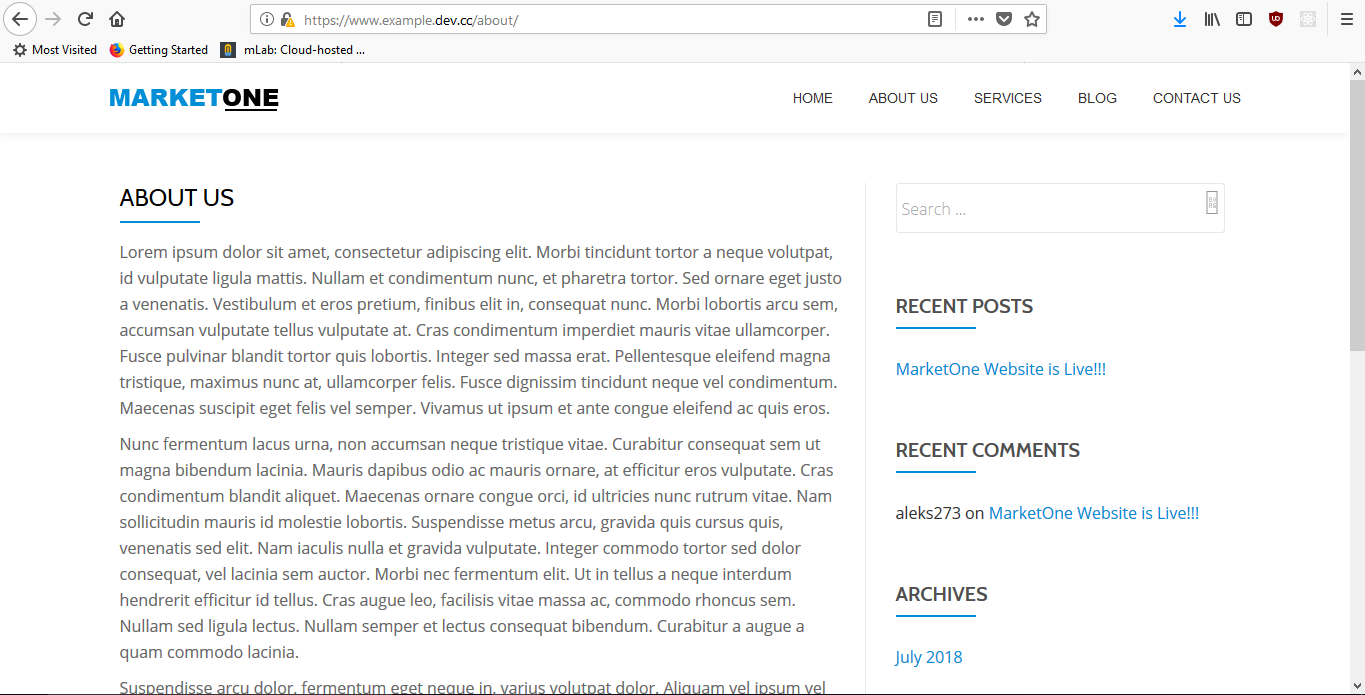 https://www.example.dev.cc/about/
Most Visited
Getting Started
mLab: Cloud-hosted ...
MARKETONE
HOME
ABOUT US
SERVICES
BLOG
CONTACT US
ABOUT US
Lorem ipsum dolor sit amet, consectetur adipiscing elit. Morbi tincidunt tortor a neque volutpat,
id vulputate ligula mattis. Nullam et condimentum nunc, et pharetra tortor. Sed ornare eget justo
a venenatis. Vestibulum et eros pretium, finibus elit in, consequat nunc. Morbi lobortis arcu sem,
accumsan vulputate tellus vulputate at. Cras condimentum imperdiet mauris vitae ullamcorper.
Fusce pulvinar blandit tortor quis lobortis. Integer sed massa erat. Pellentesque eleifend magna
tristique, maximus nunc at, ullamcorper felis. Fusce dignissim tincidunt neque vel condimentum.
Maecenas suscipit eget felis vel semper. Vivamus ut ipsum et ante congue eleifend ac quis eros.
Nunc fermentum lacus urna, non accumsan neque tristique vitae. Curabitur consequat sem ut
magna bibendum lacinia. Mauris dapibus odio ac mauris ornare, at efficitur eros vulputate. Cras
condimentum blandit aliquet. Maecenas ornare congue orci, id ultricies nunc rutrum vitae. Nam
sollicitudin mauris id molestie lobortis. Suspendisse metus arcu, gravida quis cursus quis,
venenatis sed elit. Nam iaculis nulla et gravida vulputate. Integer commodo tortor sed dolor
consequat, vel lacinia sem auctor. Morbi nec fermentum elit. Ut in tellus a neque interdum
hendrerit efficitur id tellus. Cras augue leo, facilisis vitae massa ac, commodo rhoncus sem.
Nullam sed ligula lectus. Nullam semper et lectus consequat bibendum. Curabitur a augue a
quam commodo lacinia.
Suspendisse arcu dolor, fermentum eget neque in, varius volutpat dolor. Aliquam vel ipsum vel
Search ...
RECENT POSTS
MarketOne Website is Live!!!
RECENT COMMENTS
aleks273 on MarketOne Website is Live!!!
ARCHIVES
July 2018